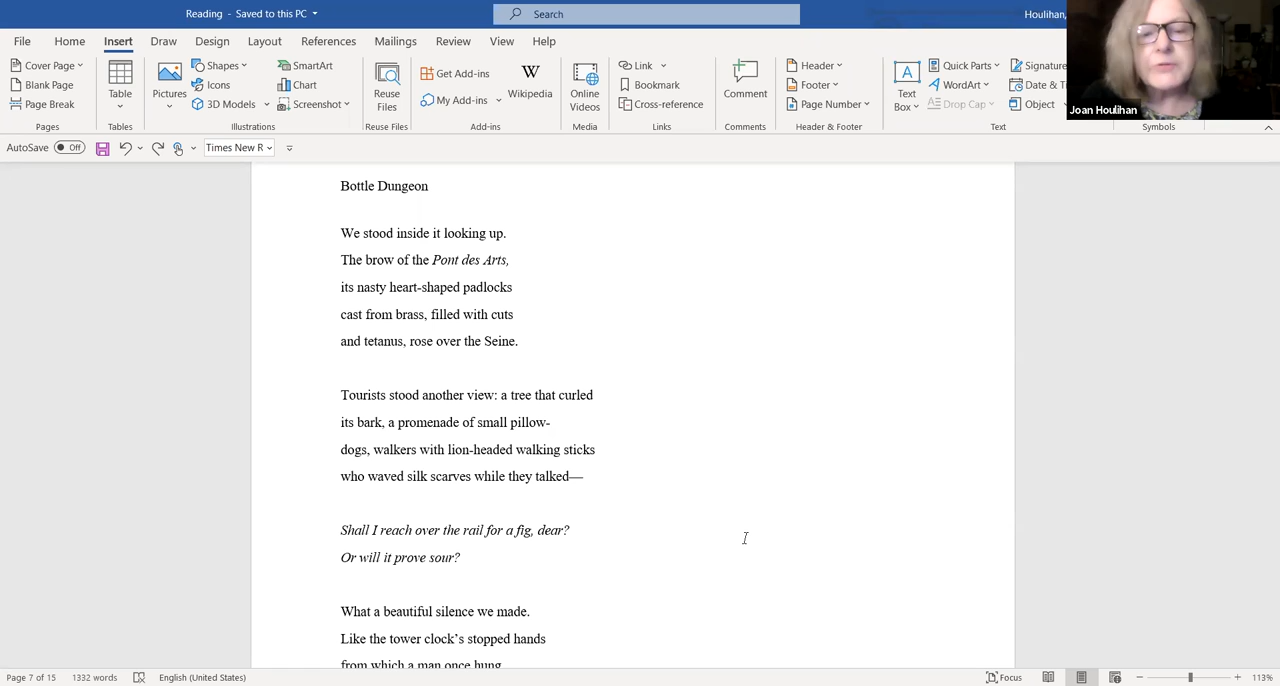 Reading - Saved to this PC
Search
Houlihan,
File Home Insert Draw Design Layout References Mailings Review View Help
Cover Page
Blank Page
Page Break
Pages
Table
Tables
Pictures
Shapes
Icons
3D Models
SmartArt
Chart
Screenshot
Illustrations
Reuse
Files
Reuse Files
Get Add-ins
My Add-ins
Wikipedia
Add-ins
Online
Videos
Media
Link
Bookmark
Cross-reference
Links
Comment
Comments
Header
Footer
Page Number
Header & Footer
Text
Box
Quick Parts
WordArt
Drop Cap
Signature
Date & Ti
Object
Text
Symbols
Joan Houlihan
AutoSave Off
Times New R
Bottle Dungeon
We stood inside it looking up.
The brow of the Pont des Arts,
its nasty heart-shaped padlocks
cast from brass, filled with cuts
and tetanus, rose over the Seine.
Tourists stood another view: a tree that curled
its bark, a promenade of small pillow-
dogs, walkers with lion-headed walking sticks
who waved silk scarves while they talked—
Shall I reach over the rail for a fig, dear?
Or will it prove sour?
What a beautiful silence we made.
Like the tower clock’s stopped hands
from which a man once hung
Page 7 of 15 1332 words English (United States) Focus 113%